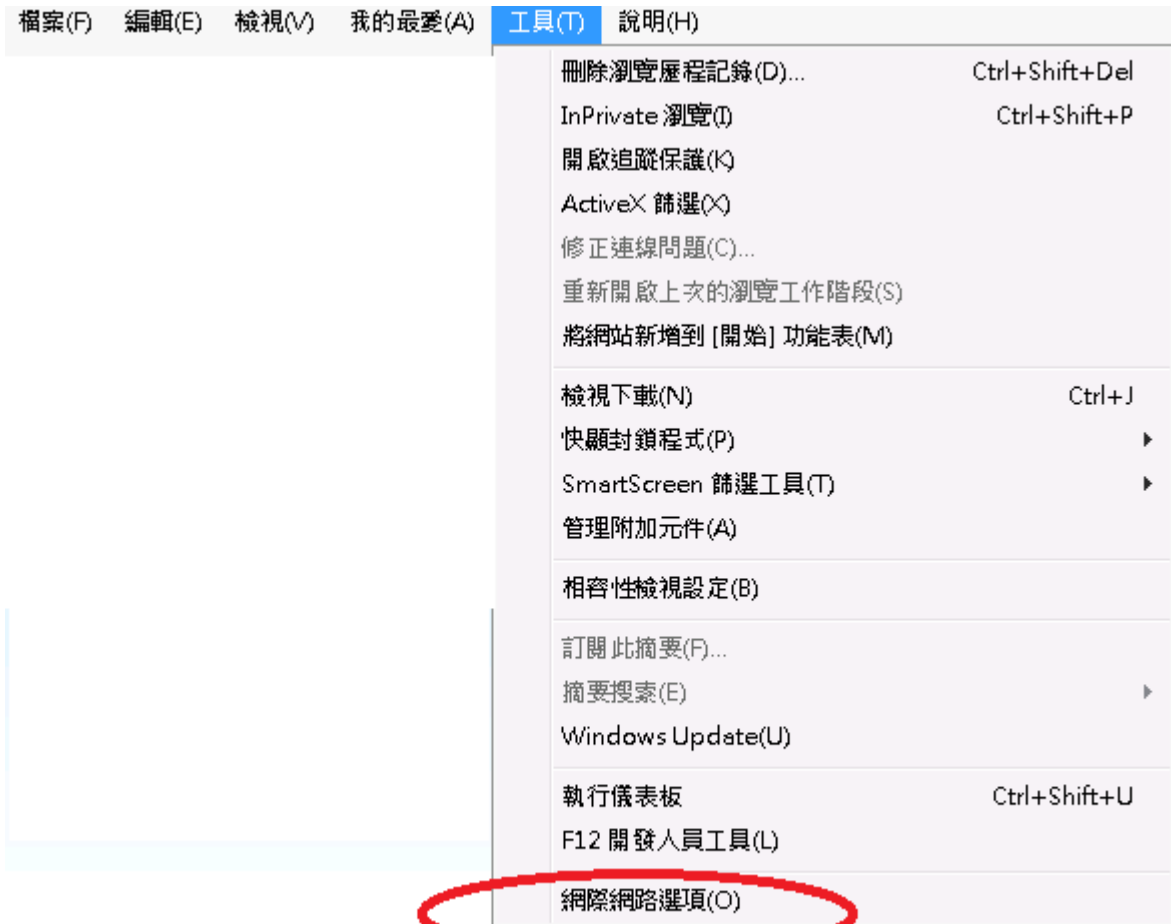 檔案(F) 編輯(E) 檢視(V) 我的最愛(A) 工具(T) 說明(H)
刪除瀏覽歷程記錄(D)... Ctrl+Shift+Del
InPrivate 瀏覽(I) Ctrl+Shift+P
開啟追蹤保護(K)
ActiveX 篩選(X)
修正連線問題(C)...
重新開啟上次的瀏覽工作階段(S)
將網站新增到 [開始] 功能表(M)
檢視下載(N) Ctrl+J
快顯封鎖程式(P)
SmartScreen 篩選工具(T)
管理附加元件(A)
相容性檢視設定(B)
訂閱此摘要(F)...
摘要搜索(E)
Windows Update(U)
執行儀表板 Ctrl+Shift+U
F12 開發人員工具(L)
網際網路選項(O)